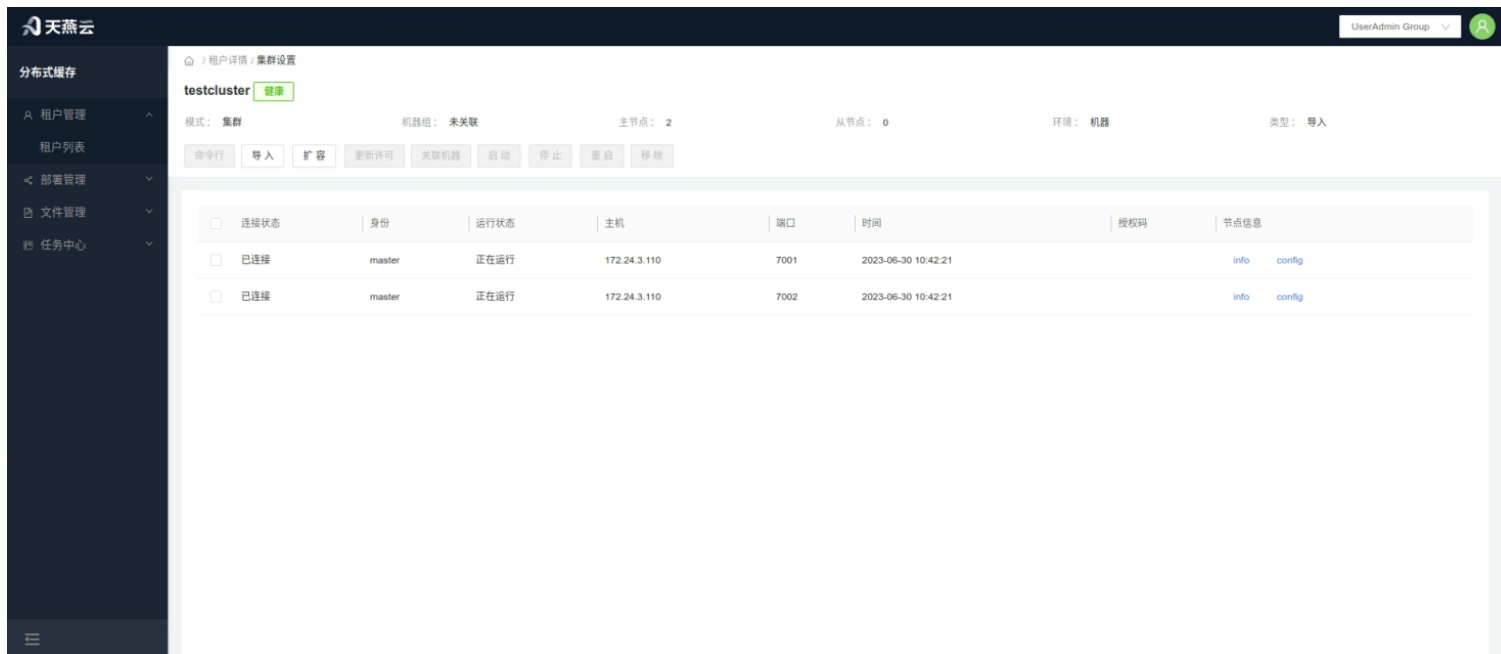 天燕云
UserAdmin Group
分布式缓存
租户管理
租户列表
部署管理
文件管理
任务中心
/ 租户详情 / 集群设置
testcluster 健康
模式： 集群 机器组： 未关联 主节点： 2 从节点： 0 环境： 机器 类型： 导入
命令行 导入 扩容 更新许可 关联机器 启动 停止 重启 移除
连接状态 身份 运行状态 主机 端口 时间 授权码 节点信息
已连接 master 正在运行 172.24.3.110 7001 2023-06-30 10:42:21 info config
已连接 master 正在运行 172.24.3.110 7002 2023-06-30 10:42:21 info config